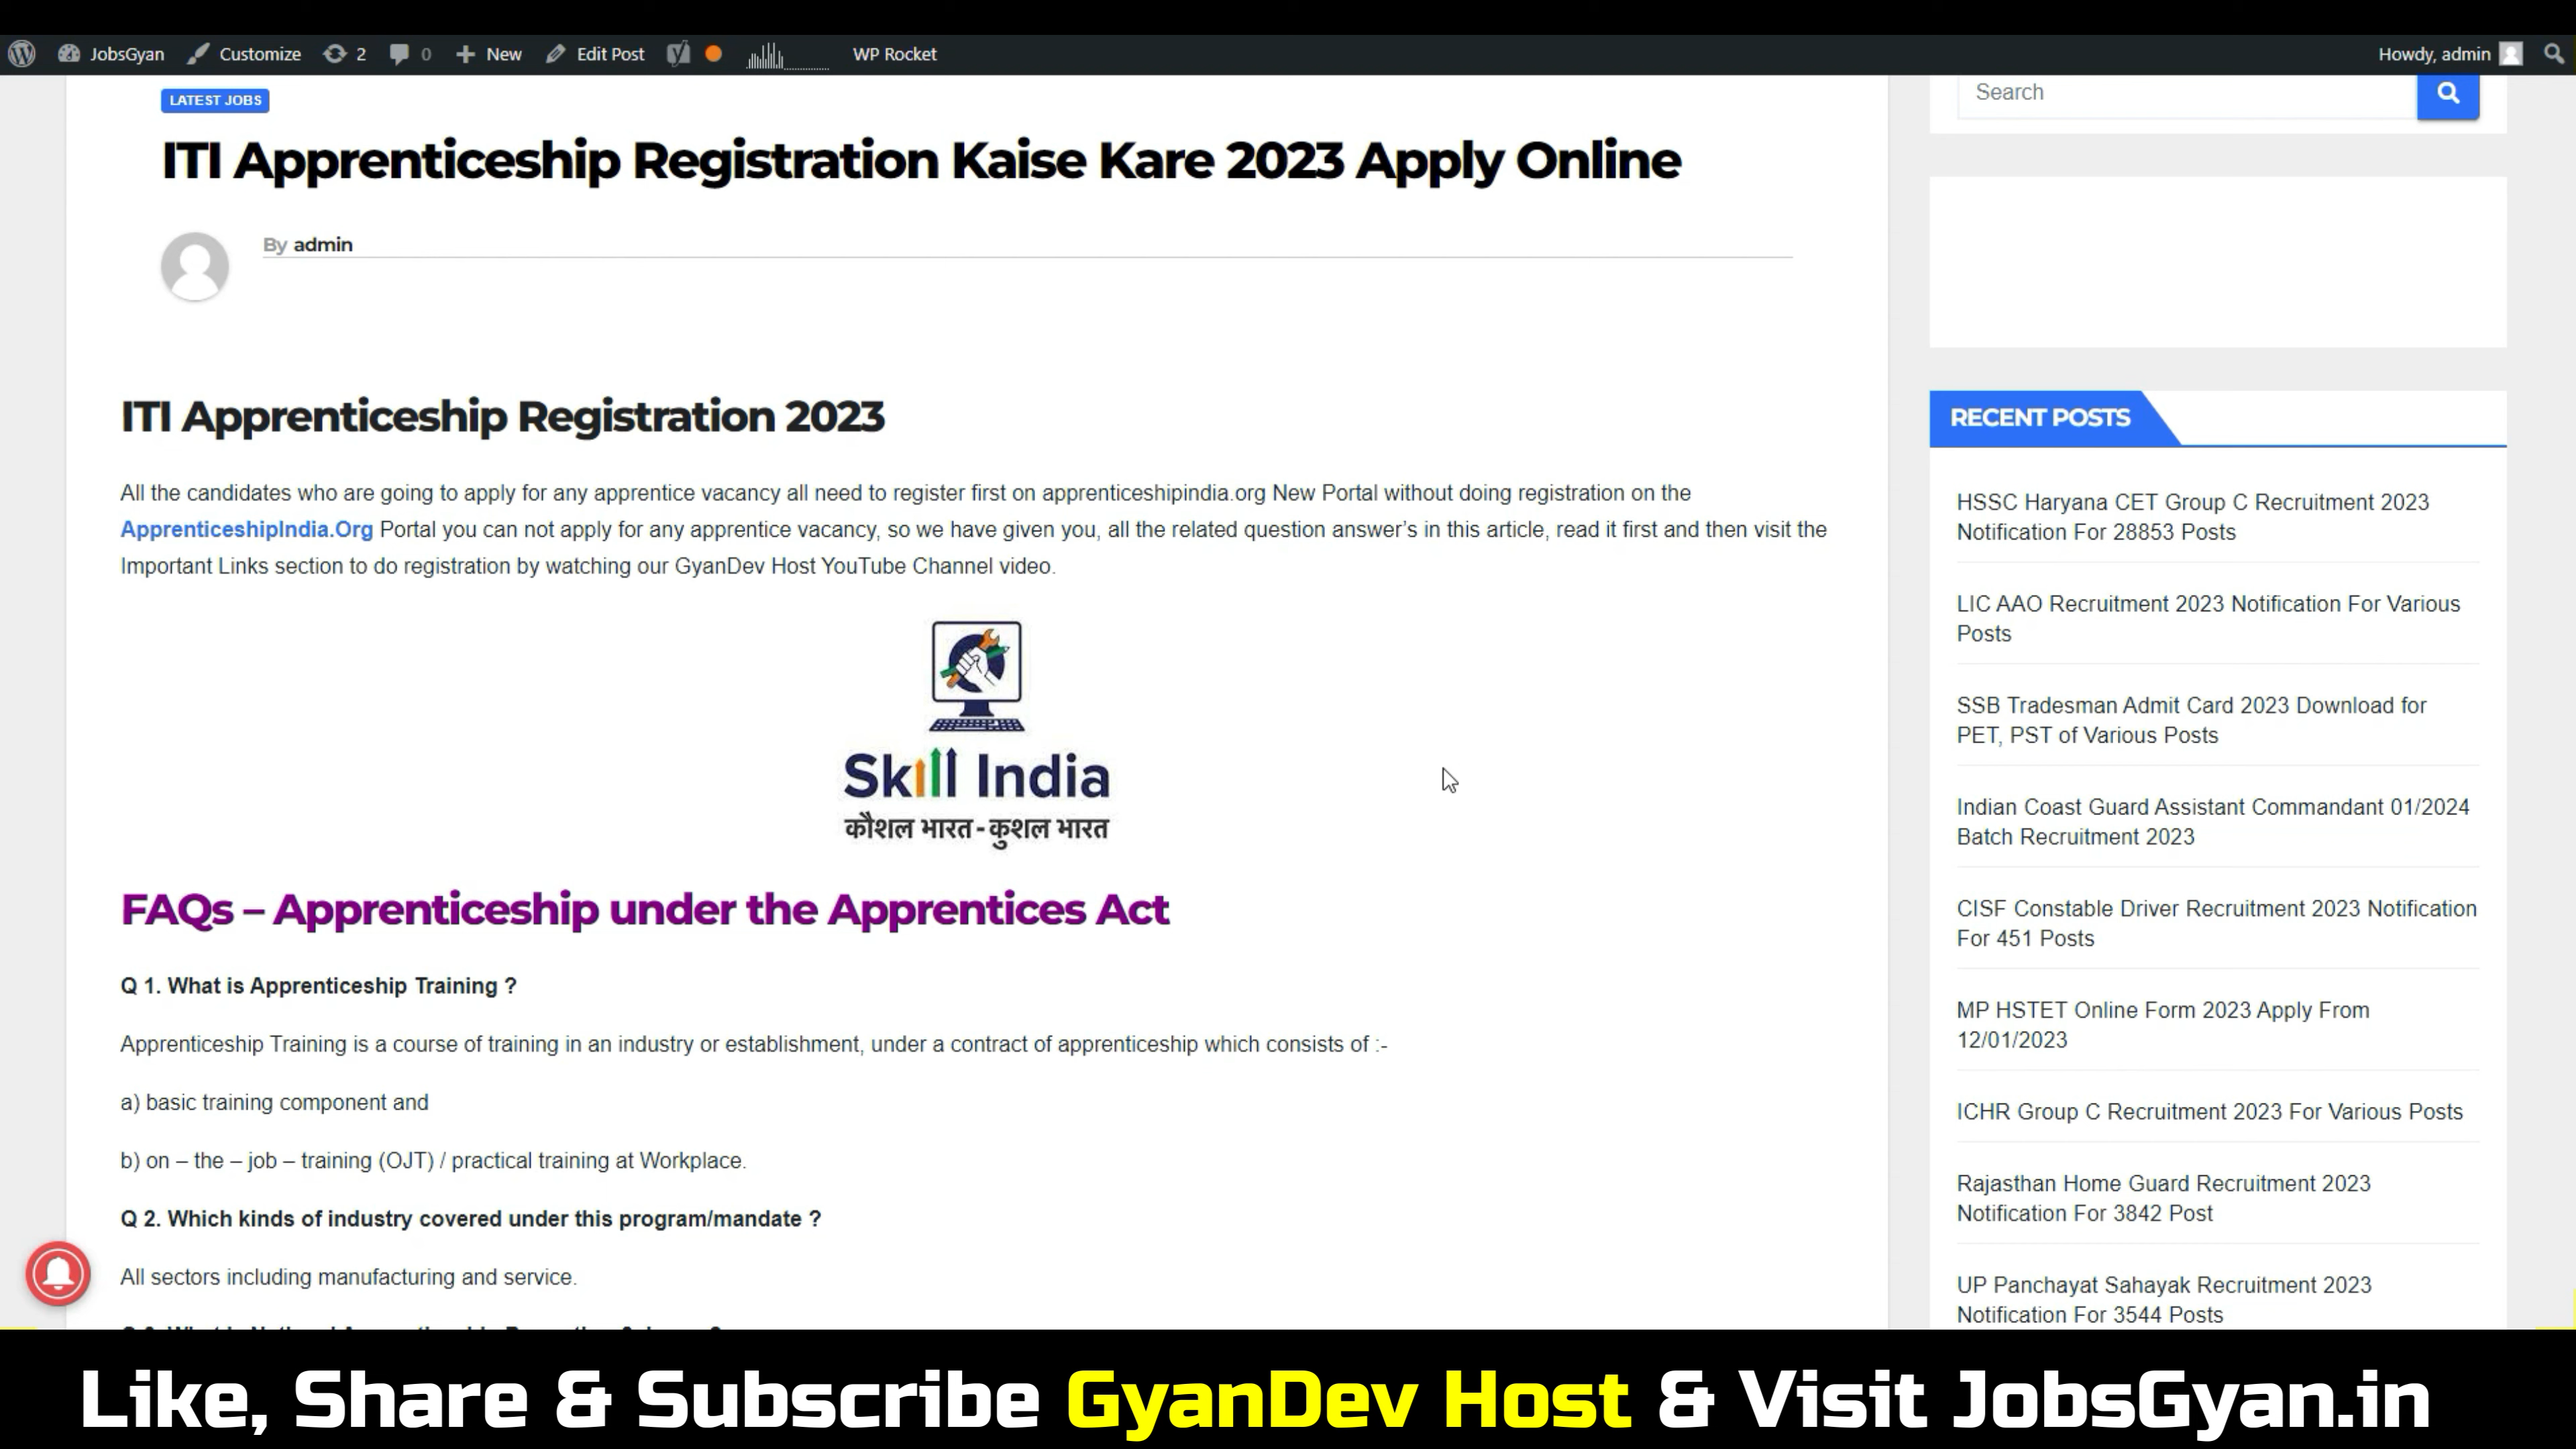 JobsGyan Customize 2 0 New Edit Post WP Rocket Howdy, admin
LATEST JOBS
ITI Apprenticeship Registration Kaise Kare 2023 Apply Online
By admin
ITI Apprenticeship Registration 2023
All the candidates who are going to apply for any apprentice vacancy all need to register first on apprenticeshipindia.org New Portal without doing registration on the
ApprenticeshipIndia.Org Portal you can not apply for any apprentice vacancy, so we have given you, all the related question answer's in this article, read it first and then visit the
Important Links section to do registration by watching our GyanDev Host YouTube Channel video.
Skill India
कौशल भारत - कुशल भारत
FAQs – Apprenticeship under the Apprentices Act
Q 1. What is Apprenticeship Training ?
Apprenticeship Training is a course of training in an industry or establishment, under a contract of apprenticeship which consists of :-
a) basic training component and
b) on – the – job – training (OJT) / practical training at Workplace.
Q 2. Which kinds of industry covered under this program/mandate ?
All sectors including manufacturing and service.
Search
RECENT POSTS
HSSC Haryana CET Group C Recruitment 2023
Notification For 28853 Posts
LIC AAO Recruitment 2023 Notification For Various
Posts
SSB Tradesman Admit Card 2023 Download for
PET, PST of Various Posts
Indian Coast Guard Assistant Commandant 01/2024
Batch Recruitment 2023
CISF Constable Driver Recruitment 2023 Notification
For 451 Posts
MP HSTET Online Form 2023 Apply From
12/01/2023
ICHR Group C Recruitment 2023 For Various Posts
Rajasthan Home Guard Recruitment 2023
Notification For 3842 Post
UP Panchayat Sahayak Recruitment 2023
Notification For 3544 Posts
Like, Share & Subscribe GyanDev Host & Visit JobsGyan.in